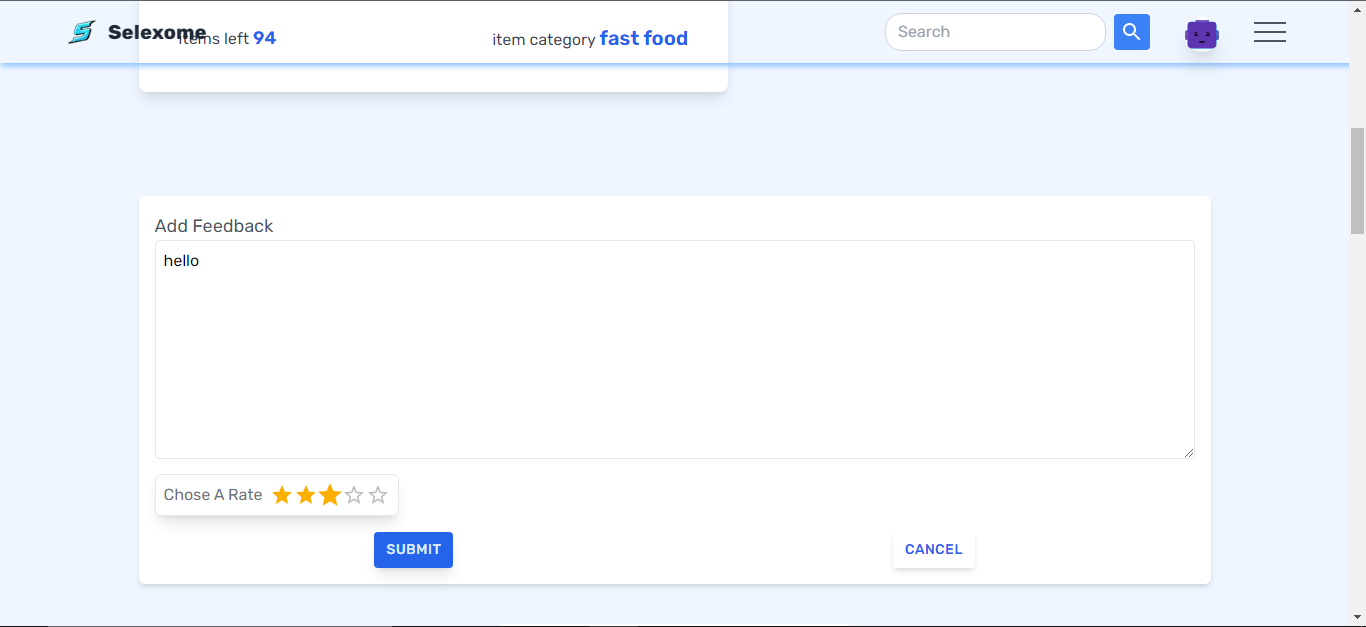 Selexome
items left 94
item category fast food
Search
Add Feedback
hello
Chose A Rate
SUBMIT
CANCEL